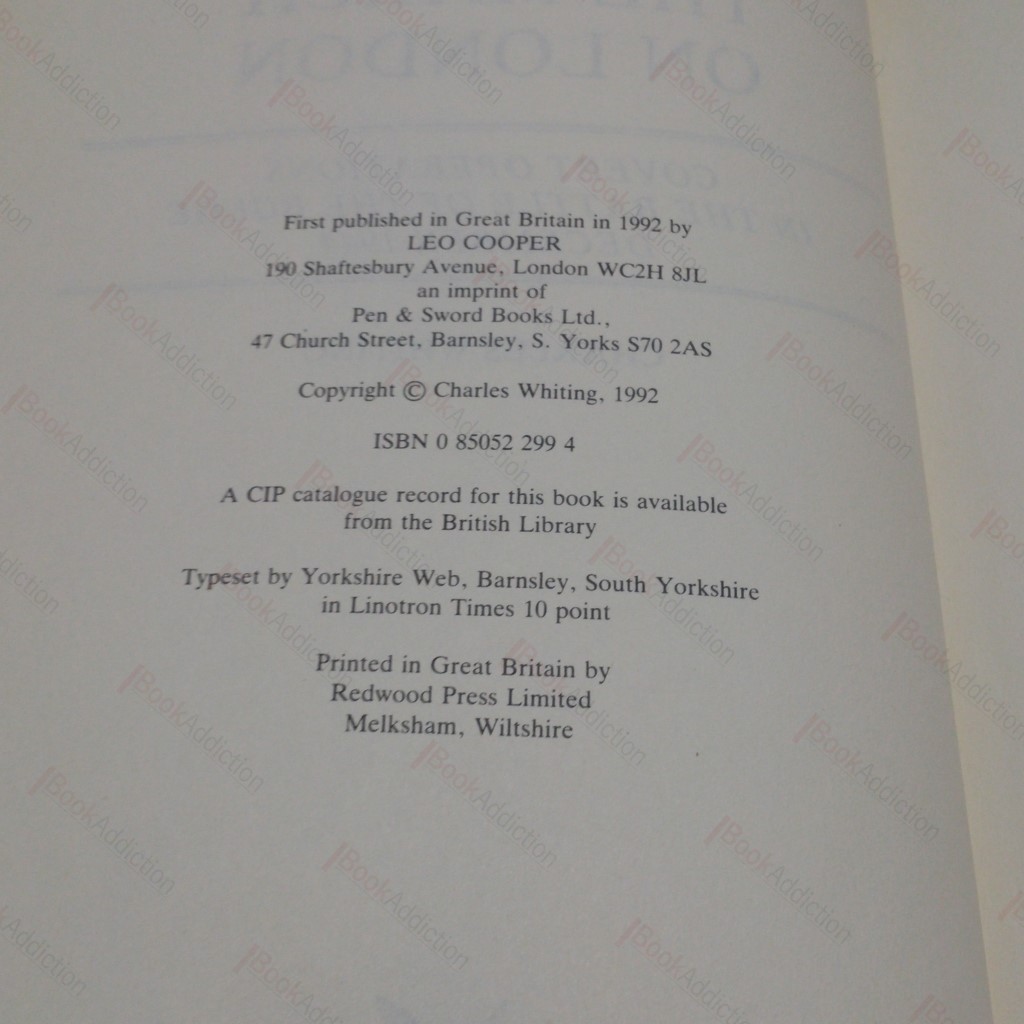 First published in Great Britain in 1992 by
LEO COOPER
190 Shaftesbury Avenue, London WC2H 8JL
an imprint of
Pen & Sword Books Ltd.,
47 Church Street, Barnsley, S. Yorks S70 2AS
Copyright © Charles Whiting, 1992
ISBN 0 85052 299 4
A CIP catalogue record for this book is available
from the British Library
Typeset by Yorkshire Web, Barnsley, South Yorkshire
in Linotron Times 10 point
Printed in Great Britain by
Redwood Press Limited
Melksham, Wiltshire
BookAddiction